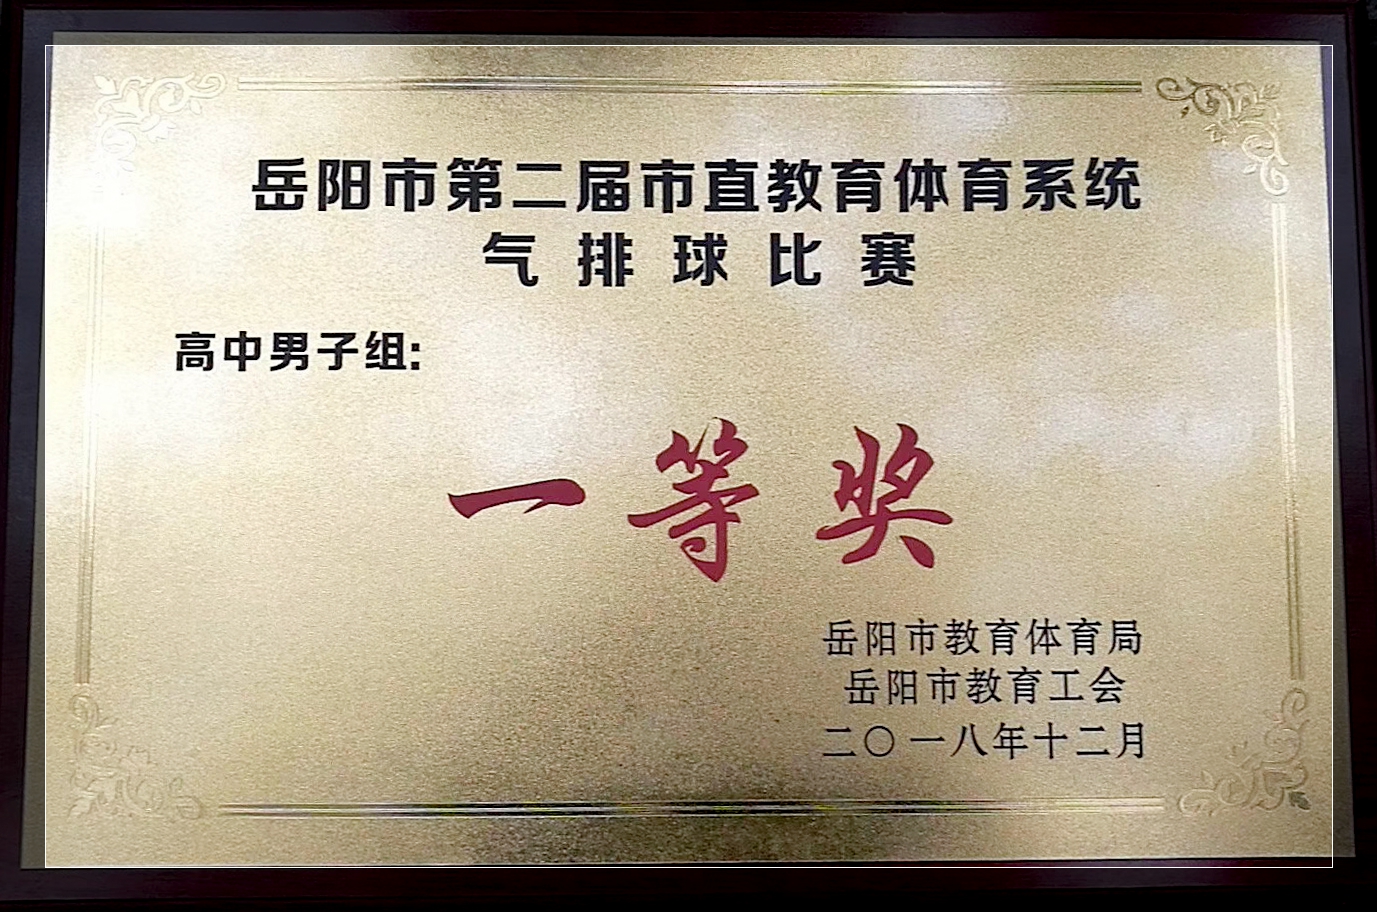 岳阳市第二届市直教育体育系统
气排球比赛
高中男子组:
一等奖
岳阳市教育体育局
岳阳市教育工会
二〇一八年十二月